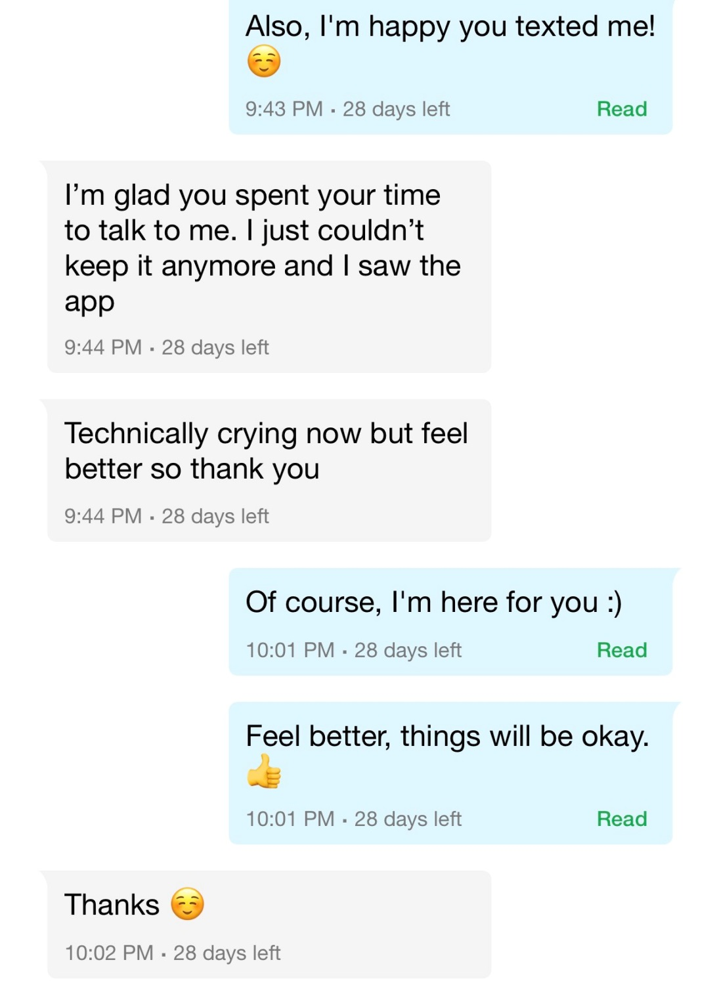 Also, I'm happy you texted me!
☺️
9:43 PM · 28 days left Read
I’m glad you spent your time
to talk to me. I just couldn’t
keep it anymore and I saw the
app
9:44 PM · 28 days left
Technically crying now but feel
better so thank you
9:44 PM · 28 days left
Of course, I'm here for you :)
10:01 PM · 28 days left Read
Feel better, things will be okay.
👍
10:01 PM · 28 days left Read
Thanks ☺️
10:02 PM · 28 days left